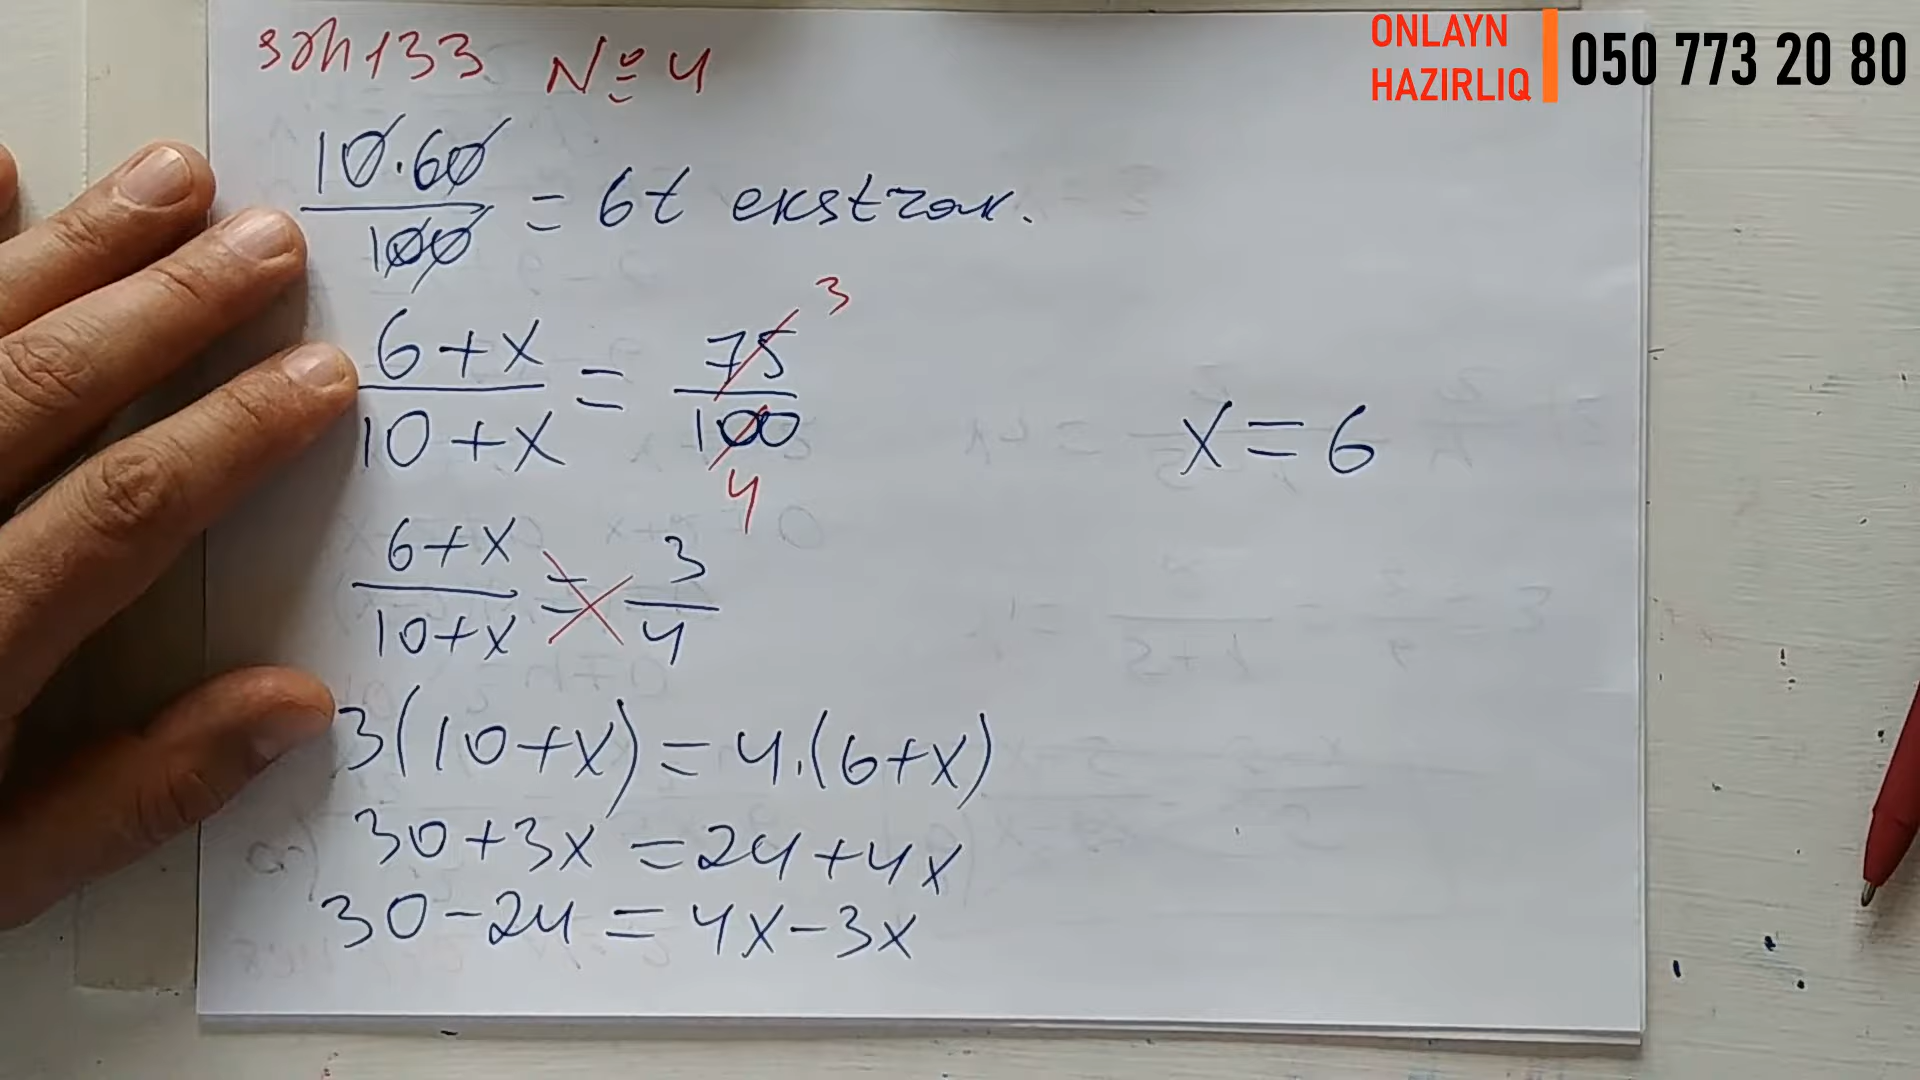 ONLAYN
HAZIRLIQ
050 773 20 80
səh 133 № 4
10·60/100 = 6t ekstrak.
(6+x)/(10+x) = 75/100 3 4
x = 6
(6+x)/(10+x) = 3/4
3(10+x) = 4·(6+x)
30+3x = 24+4x
30-24 = 4x-3x